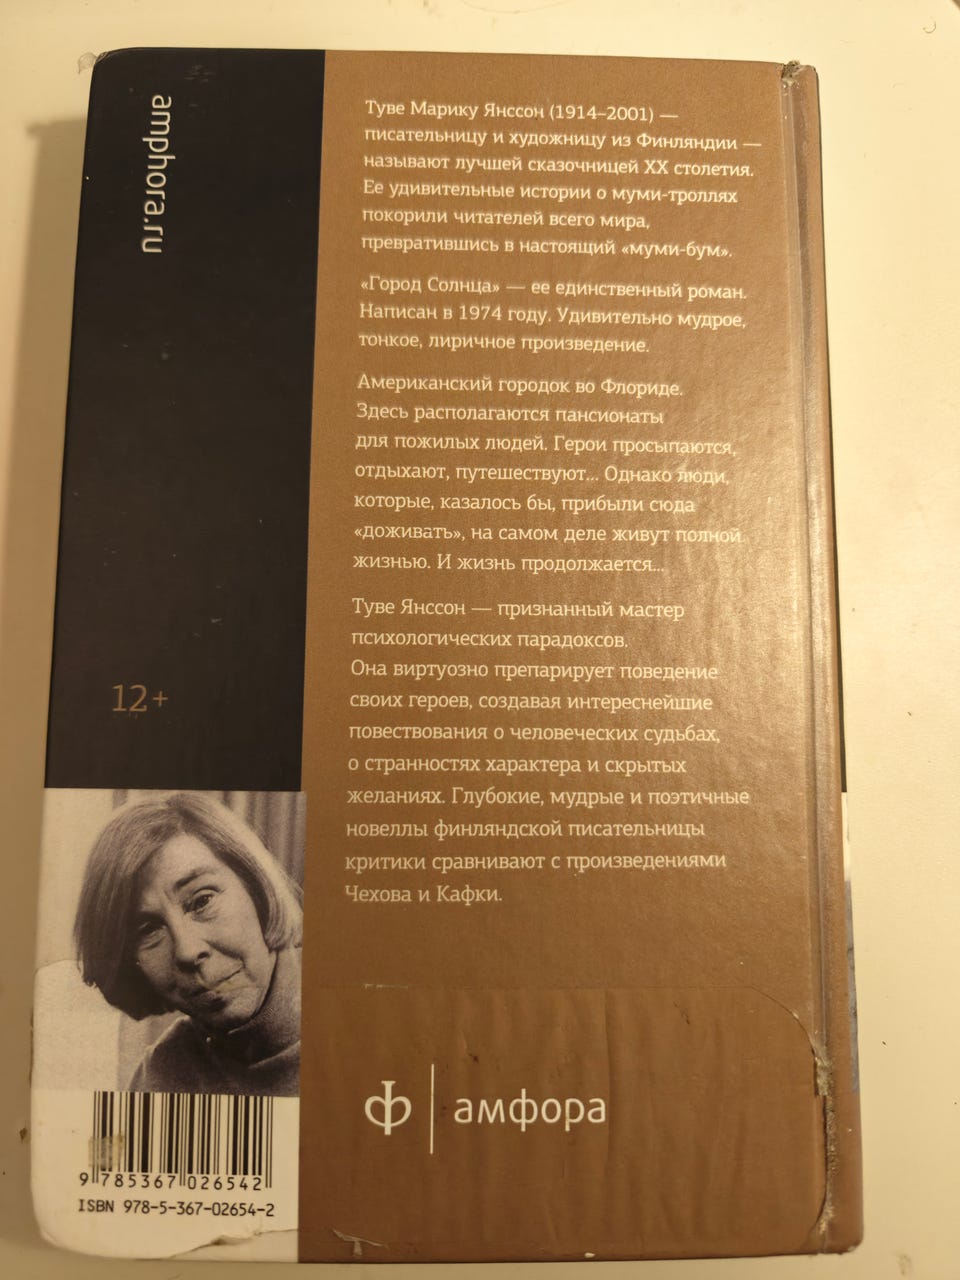 amphora.ru
Туве Марику Янссон (1914–2001) —
писательницу и художницу из Финляндии —
называют лучшей сказочницей XX столетия.
Ее удивительные истории о муми-троллях
покорили читателей всего мира,
превратившись в настоящий «муми-бум».
«Город Солнца» — ее единственный роман.
Написан в 1974 году. Удивительно мудрое,
тонкое, лиричное произведение.
Американский городок во Флориде.
Здесь располагаются пансионаты
для пожилых людей. Герои просыпаются,
отдыхают, путешествуют... Однако люди,
которые, казалось бы, прибыли сюда
«доживать», на самом деле живут полной
жизнью. И жизнь продолжается...
Туве Янссон — признанный мастер
психологических парадоксов.
Она виртуозно препарирует поведение
своих героев, создавая интереснейшие
повествования о человеческих судьбах,
о странностях характера и скрытых
желаниях. Глубокие, мудрые и поэтичные
новеллы финляндской писательницы
критики сравнивают с произведениями
Чехова и Кафки.
12+
амфора
9 785367 026542
ISBN 978-5-367-02654-2